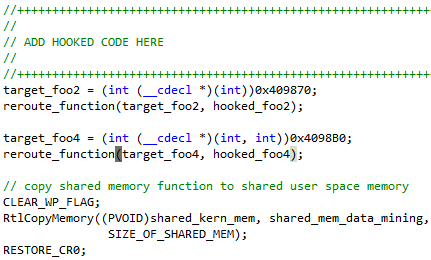 //++++++++++++++++++++++++++++++++++++++++++++++++++++
//
// ADD HOOKED CODE HERE
//
//++++++++++++++++++++++++++++++++++++++++++++++++++++
target_foo2 = (int (__cdecl *)(int))0x409870;
reroute_function(target_foo2, hooked_foo2);
target_foo4 = (int (__cdecl *)(int, int))0x4098B0;
reroute_function(target_foo4, hooked_foo4);
// copy shared memory function to shared user space memory
CLEAR_WP_FLAG;
RtlCopyMemory((PVOID)shared_kern_mem, shared_mem_data_mining,
SIZE_OF_SHARED_MEM);
RESTORE_CR0;